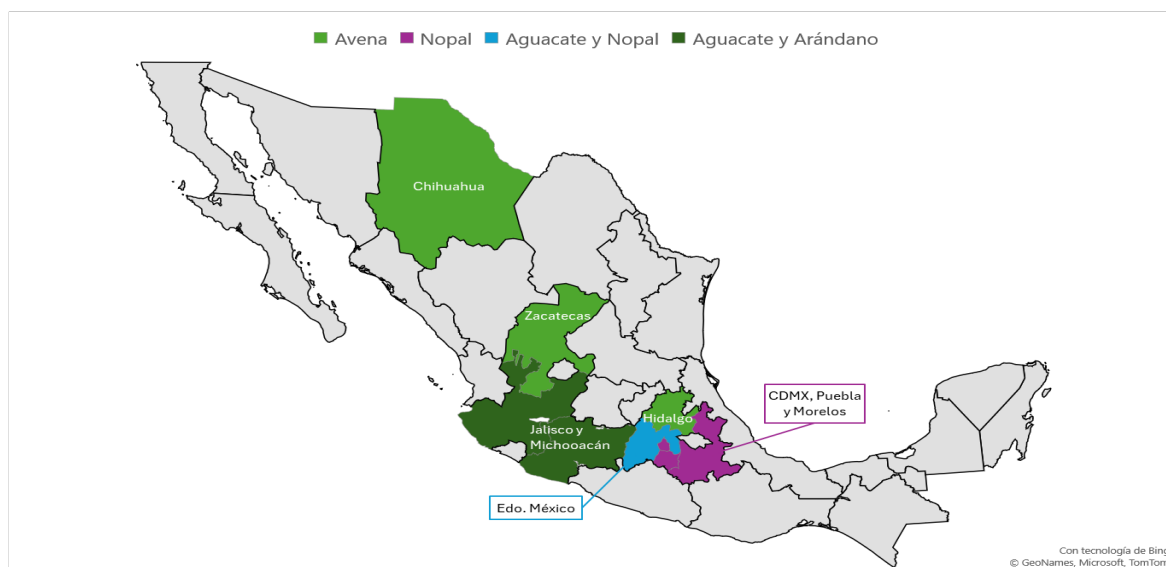 Avena Nopal Aguacate y Nopal Aguacate y Arándano
Chihuahua
Zacatecas
CDMX, Puebla
y Morelos
Hidalgo
Jalisco y
Michooacán
Edo. México
Con tecnología de Bing
© GeoNames, Microsoft, TomTom